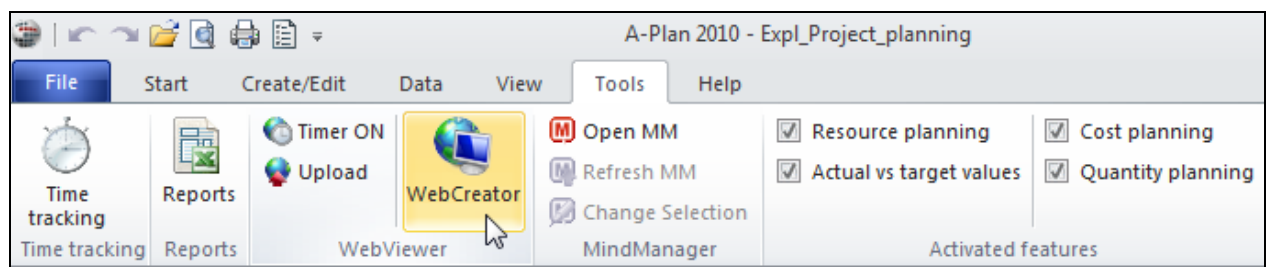 A-Plan 2010 - Expl_Project_planning
File Start Create/Edit Data View Tools Help
Timer ON Open MM Resource planning Cost planning
Upload Refresh MM Actual vs target values Quantity planning
Time tracking Reports WebCreator Change Selection
Time tracking Reports WebViewer MindManager Activated features